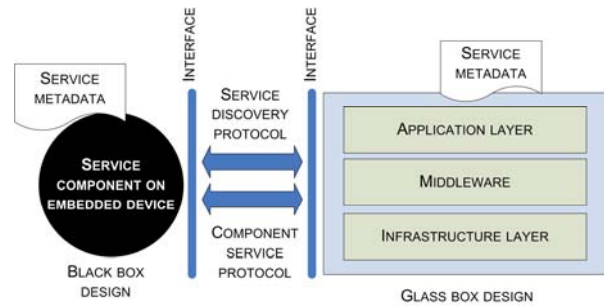 SERVICE
METADATA
SERVICE
COMPONENT ON
EMBEDDED DEVICE
BLACK BOX
DESIGN
INTERFACE
SERVICE
DISCOVERY
PROTOCOL
COMPONENT
SERVICE
PROTOCOL
INTERFACE
SERVICE
METADATA
APPLICATION LAYER
MIDDLEWARE
INFRASTRUCTURE LAYER
GLASS BOX DESIGN